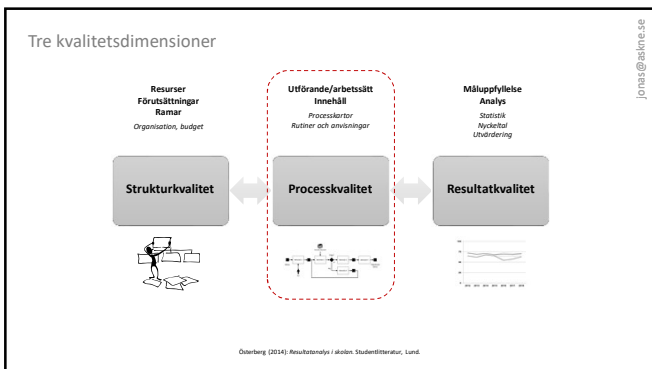 Tre kvalitetsdimensioner
jonas@askne.se
Resurser
Förutsättningar
Ramar
Organisation, budget
Utförande/arbetssätt
Innehåll
Processkartor
Rutiner och anvisningar
Måluppfyllelse
Analys
Statistik
Nyckeltal
Utvärdering
Strukturkvalitet
Processkvalitet
Resultatkvalitet
Österberg (2014): Resultatanalys i skolan. Studentlitteratur, Lund.